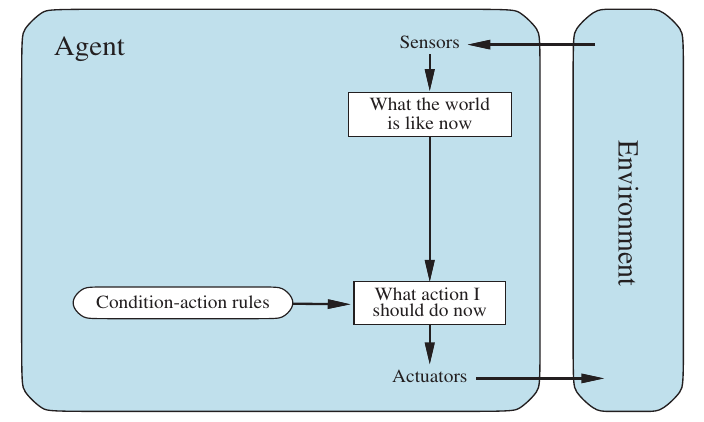 Agent
Sensors
What the world
is like now
Environment
Condition-action rules
What action I
should do now
Actuators